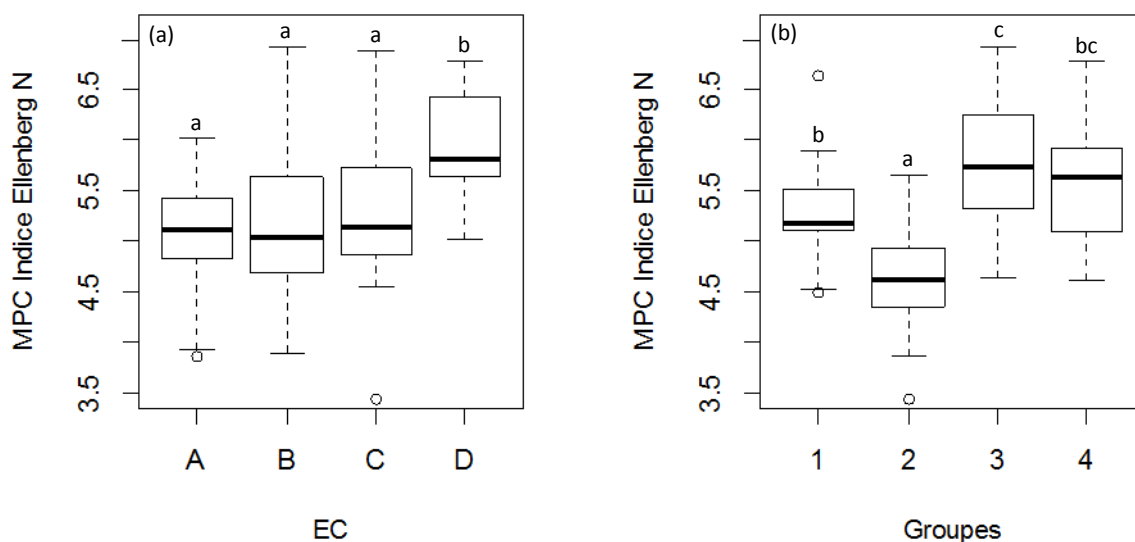 (a)
MPC Indice Ellenberg N
6.5
5.5
4.5
3.5
a
a
a
b
A B C D
EC
(b)
MPC Indice Ellenberg N
6.5
5.5
4.5
3.5
b
a
c
bc
1 2 3 4
Groupes